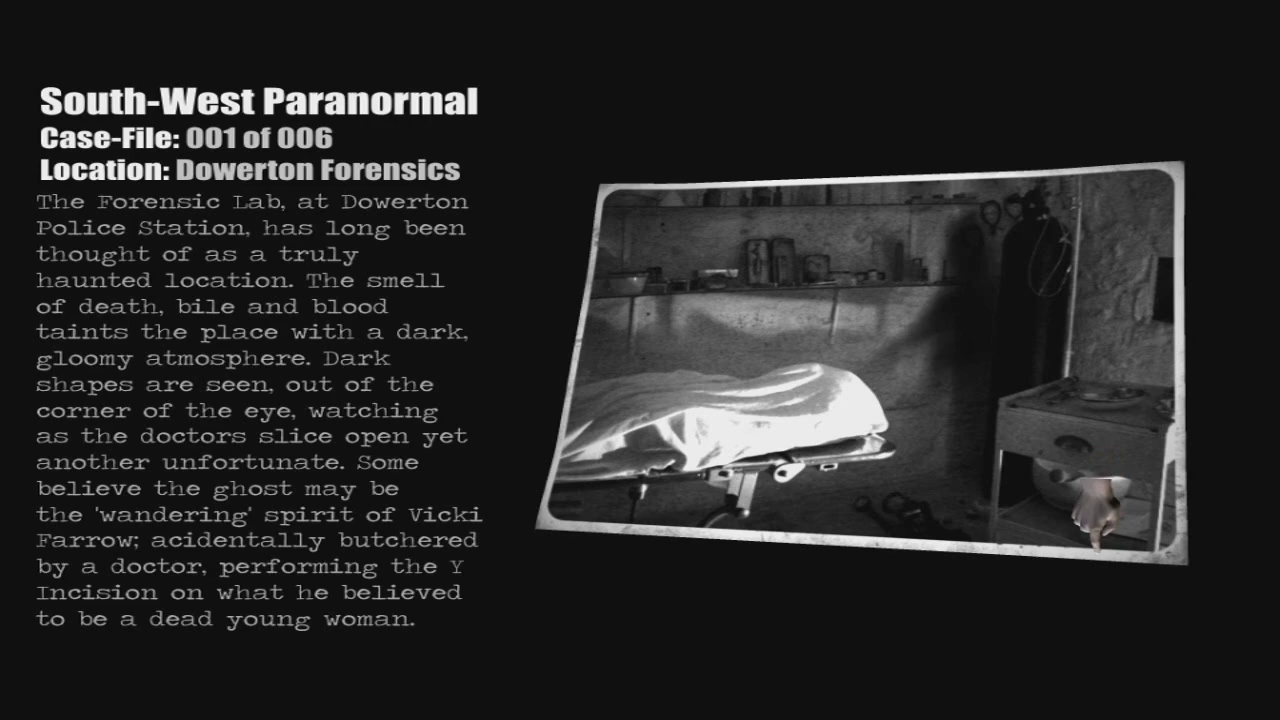 South-West Paranormal
Case-File: 001 of 006
Location: Dowerton Forensics
The Forensic Lab, at Dowerton
Police Station, has long been
thought of as a truly
haunted location. The smell
of death, bile and blood
taints the place with a dark,
gloomy atmosphere. Dark
shapes are seen, out of the
corner of the eye, watching
as the doctors slice open yet
another unfortunate. Some
believe the ghost may be
the 'wandering' spirit of Vicki
Farrow; acidentally butchered
by a doctor, performing the Y
Incision on what he believed
to be a dead young woman.